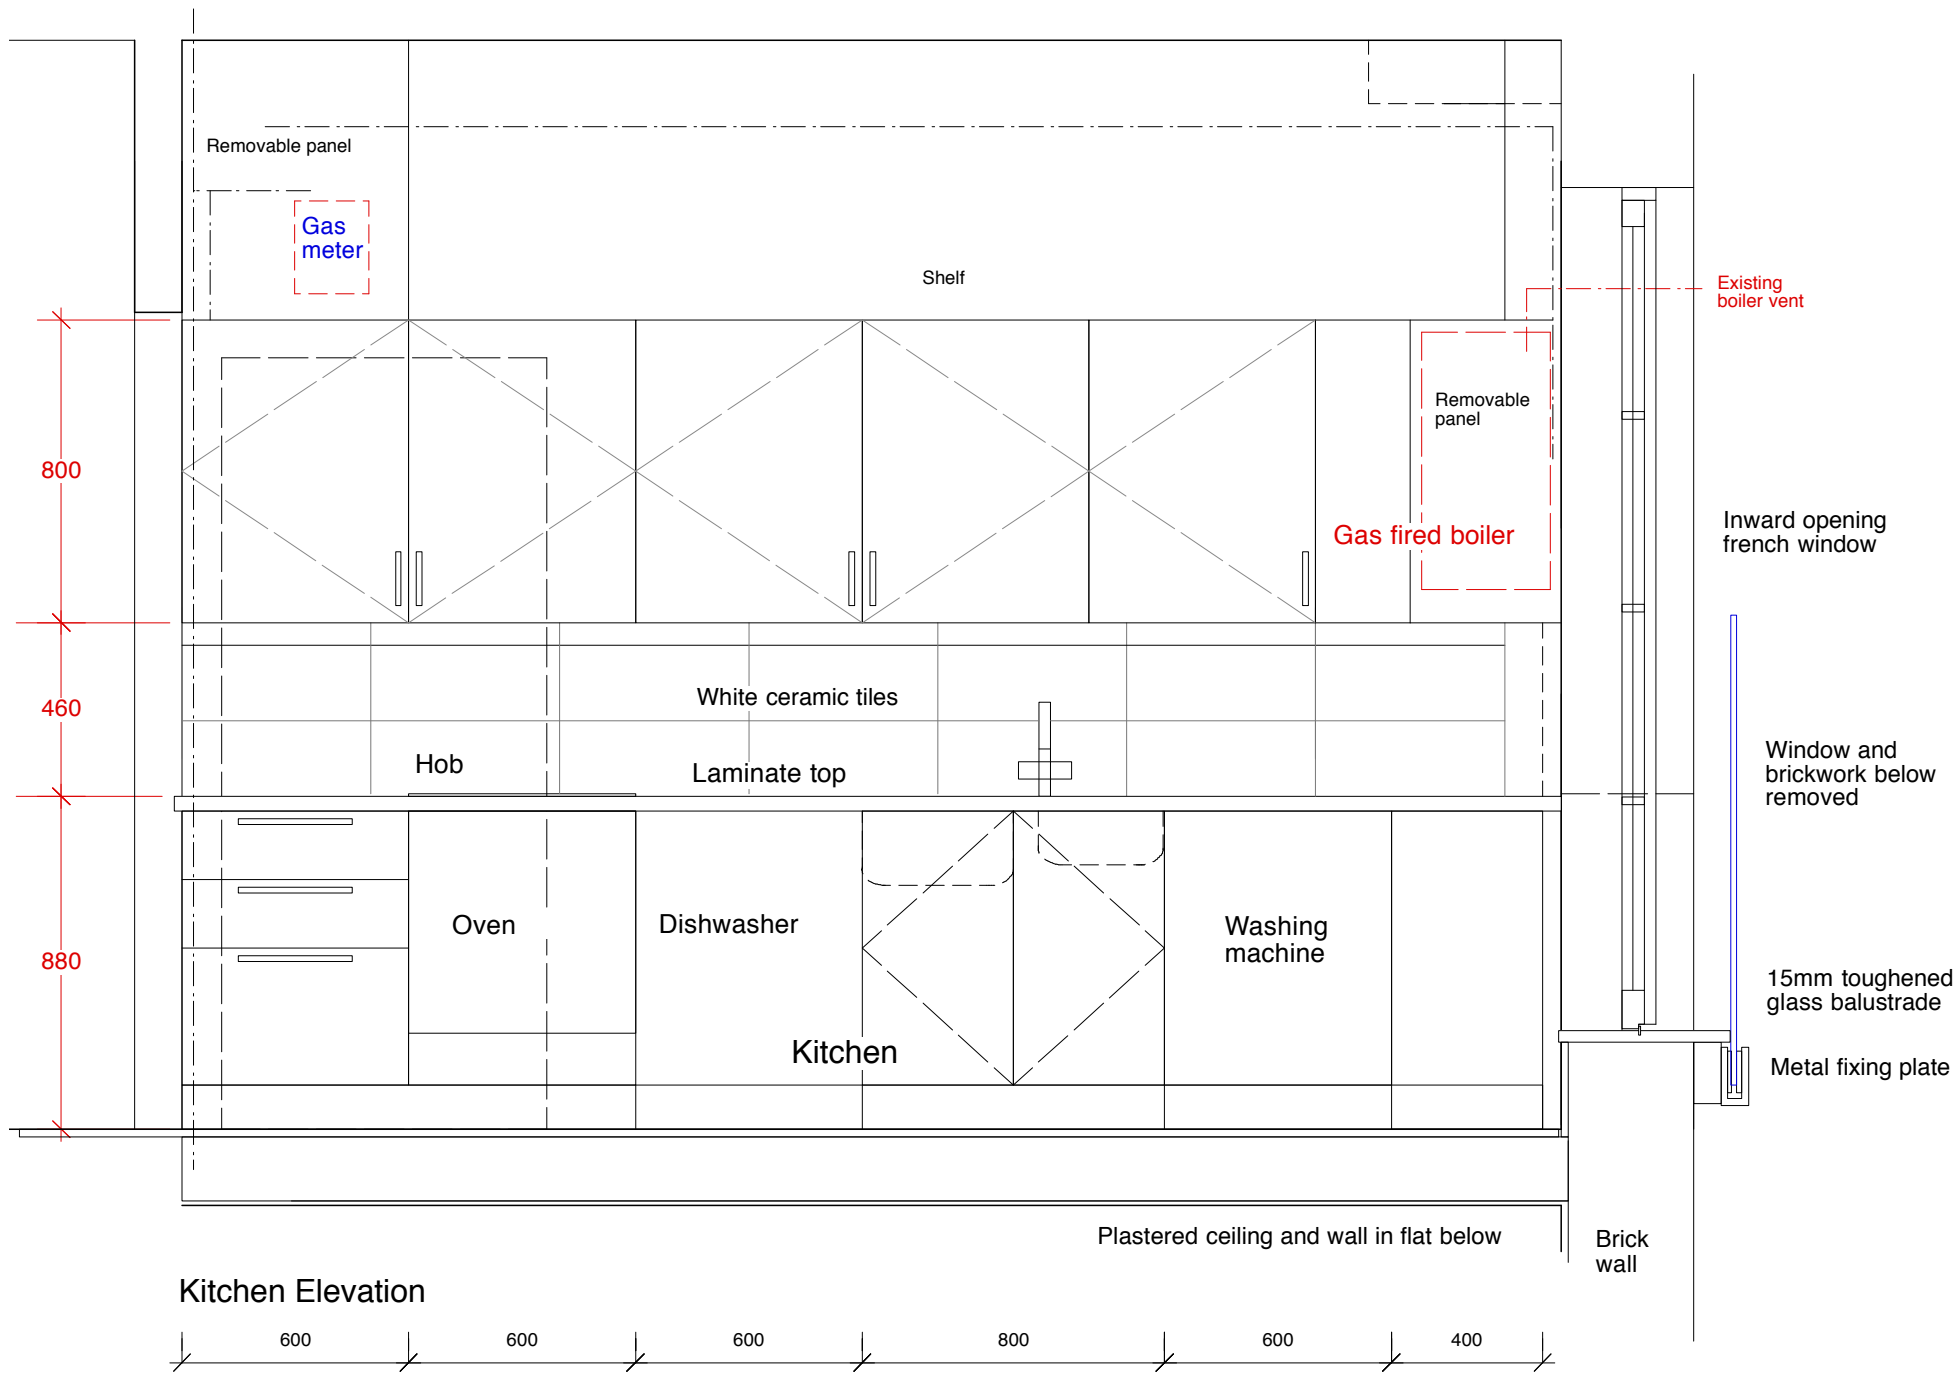 Removable panel
Gas
meter
Shelf
Existing
boiler vent
Removable
panel
800
Gas fired boiler
Inward opening
french window
White ceramic tiles
460
Hob
Laminate top
Window and
brickwork below
removed
Oven
Dishwasher
Washing
machine
880
15mm toughened
glass balustrade
Kitchen
Metal fixing plate
Plastered ceiling and wall in flat below
Brick
wall
Kitchen Elevation
600
600
600
800
600
400